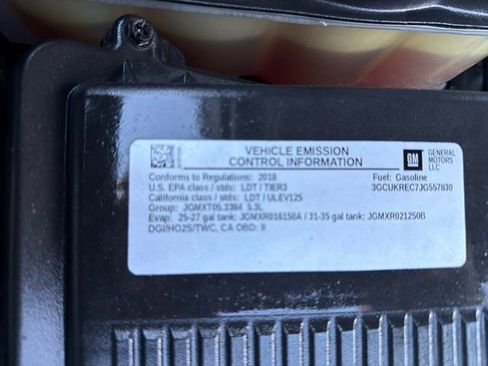 VEHICLE EMISSION
CONTROL INFORMATION
GM GENERAL MOTORS LLC
Conforms to Regulations: 2018 Fuel: Gasoline
U.S. EPA class / stds: LDT / TIER3 3GCUKREC7JG557830
California class / stds: LDT / ULEV125
Group: JGMXT05.3384 5.3L
Evap: 25-27 gal tank: JGMXR018150A / 31-35 gal tank: JGMXR021250B
DGI/HO2S/TWC, CA OBD: II